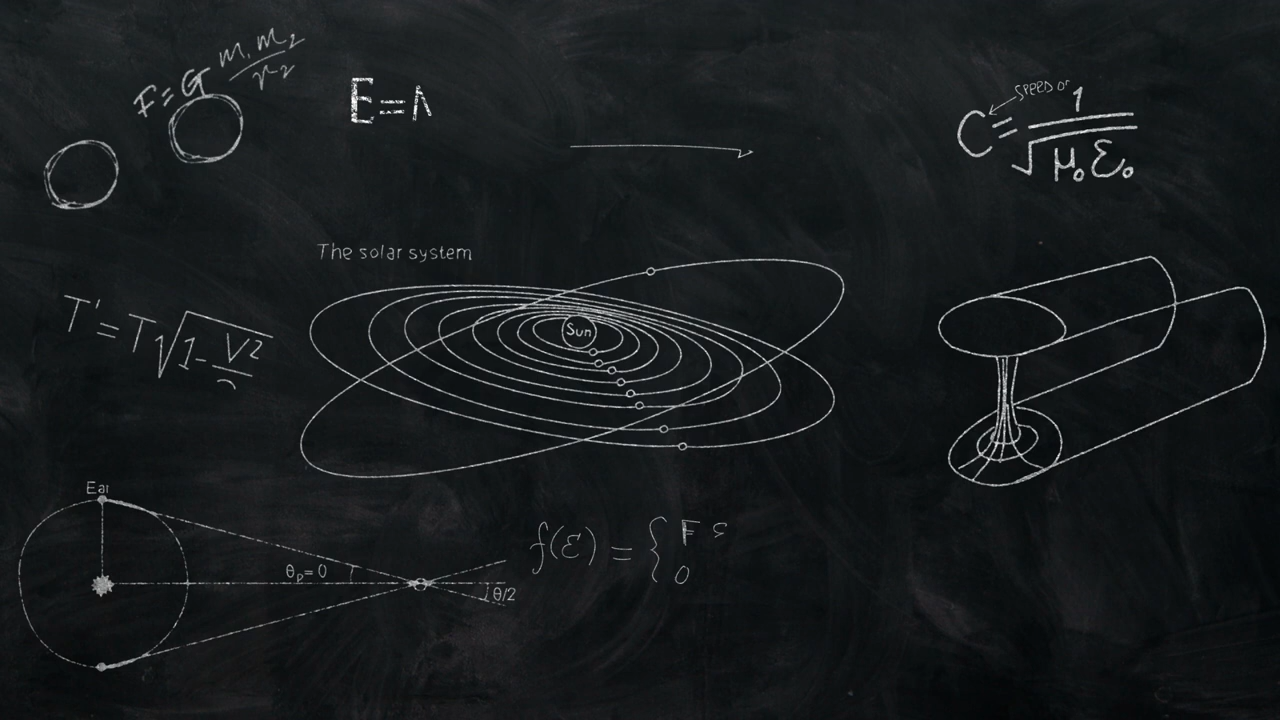 F=G m₁m₂/r²
E=
SPEED OF
C=1/√μ₀ε₀
The solar system
Sun
T'=T√1-V²/
Ear
θp=0
θ/2
f(ε)={F ε
0